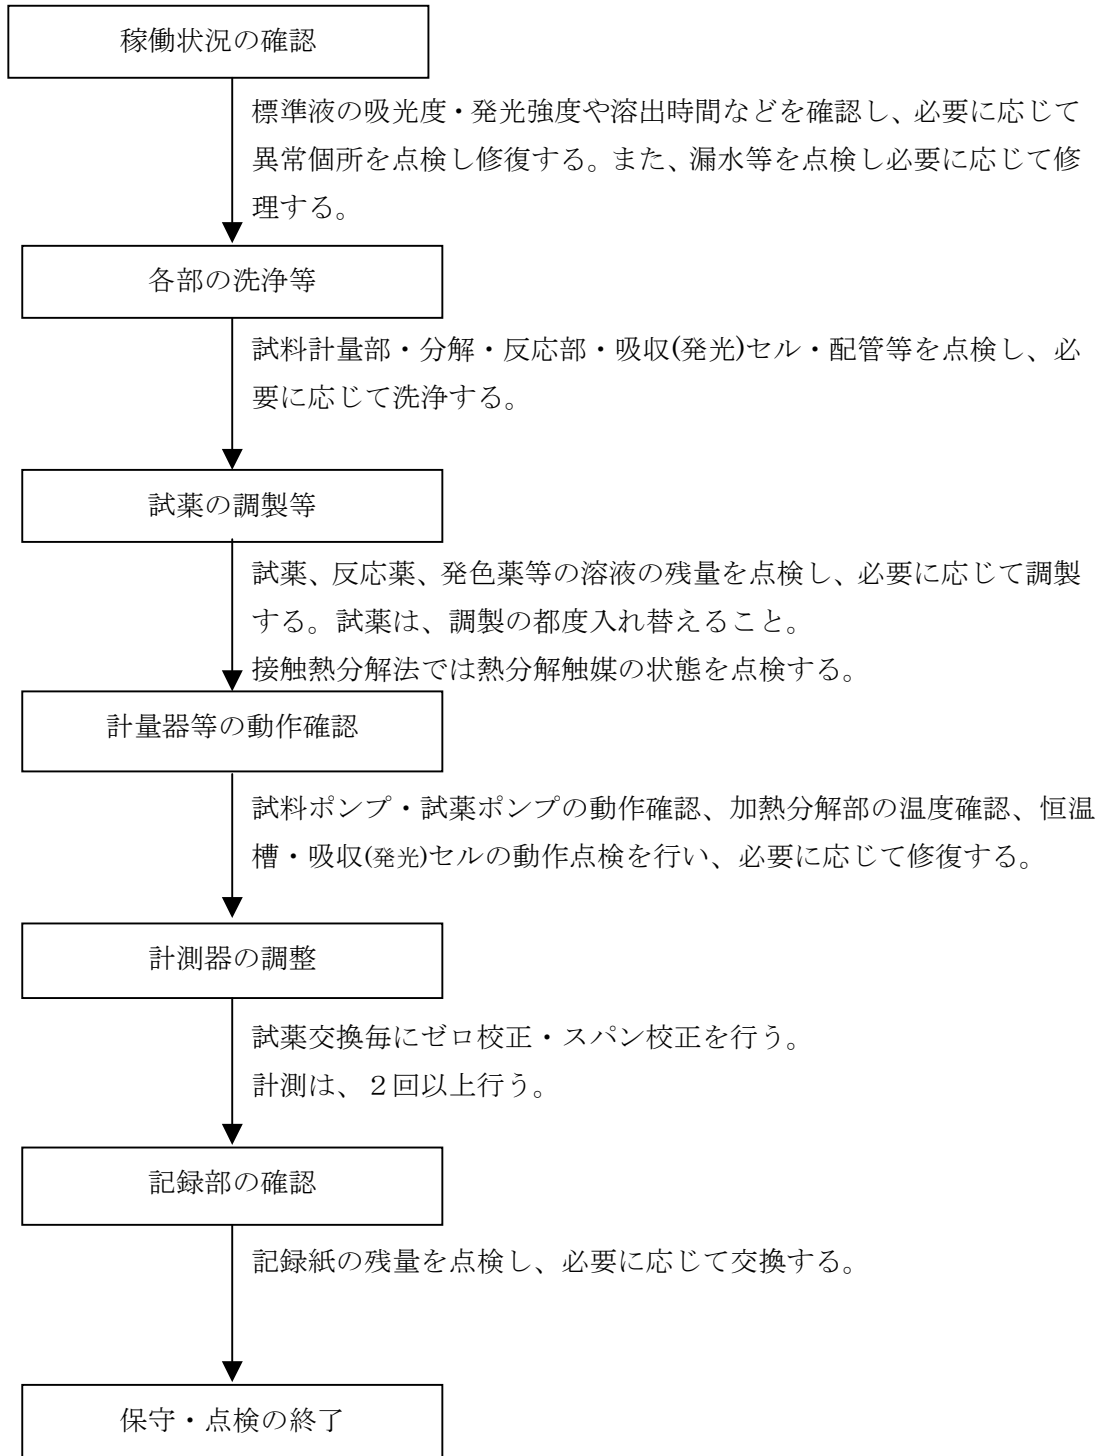 稼働状況の確認
標準液の吸光度・発光強度や溶出時間などを確認し、必要に応じて
異常個所を点検し修復する。また、漏水等を点検し必要に応じて修
理する。
各部の洗浄等
試料計量部・分解・反応部・吸収(発光)セル・配管等を点検し、必
要に応じて洗浄する。
試薬の調製等
試薬、反応薬、発色薬等の溶液の残量を点検し、必要に応じて調製
する。試薬は、調製の都度入れ替えること。
接触熱分解法では熱分解触媒の状態を点検する。
計量器等の動作確認
試料ポンプ・試薬ポンプの動作確認、加熱分解部の温度確認、恒温
槽・吸収(発光)セルの動作点検を行い、必要に応じて修復する。
計測器の調整
試薬交換毎にゼロ校正・スパン校正を行う。
計測は、２回以上行う。
記録部の確認
記録紙の残量を点検し、必要に応じて交換する。
保守・点検の終了